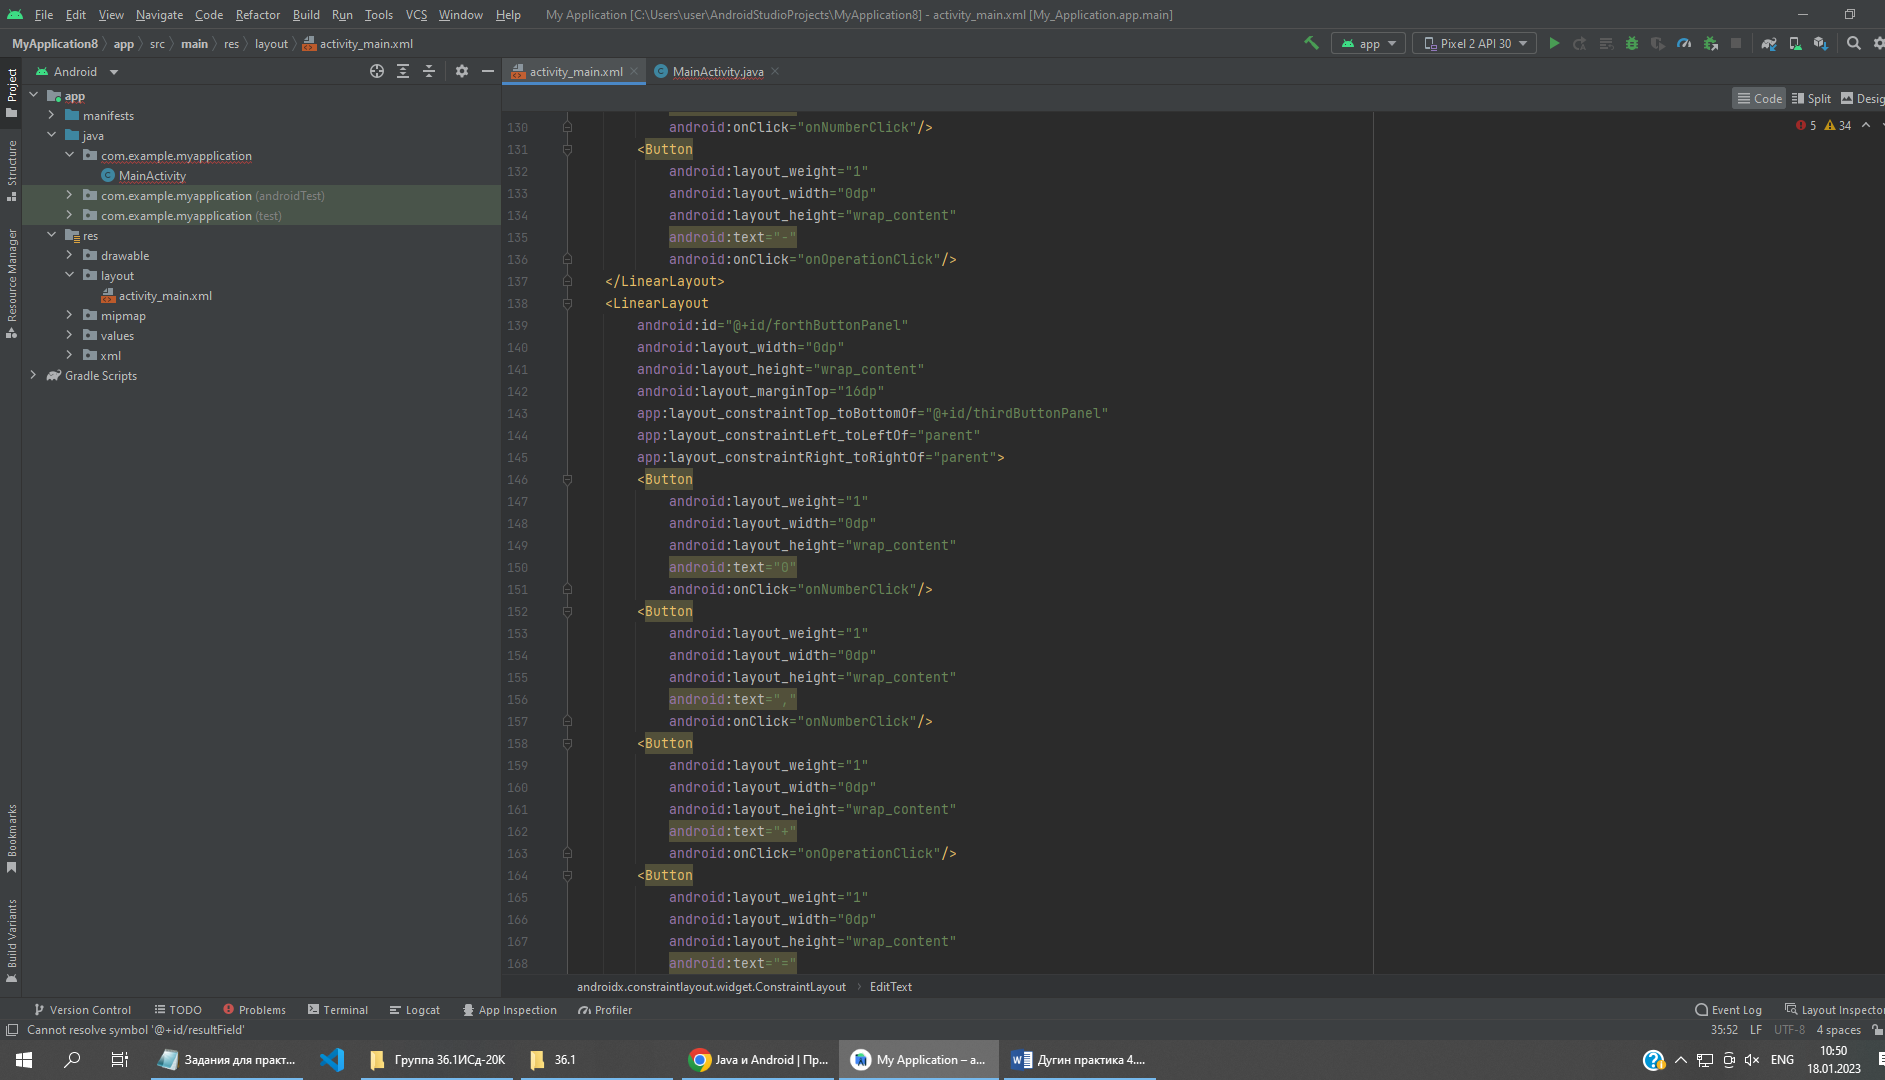 File Edit View Navigate Code Refactor Build Run Tools VCS Window Help My Application [C:\Users\user\AndroidStudioProjects\MyApplication8] - activity_main.xml [My_Application.app.main]
MyApplication8 app src main res layout activity_main.xml app Pixel 2 API 30
Project
Android
activity_main.xml MainActivity.java
app
Code Split Desig
manifests
5 34
java
com.example.myapplication
MainActivity
com.example.myapplication (androidTest)
com.example.myapplication (test)
res
drawable
layout
activity_main.xml
mipmap
values
xml
Gradle Scripts
Structure
Resource Manager
Bookmarks
Build Variants
130 android:onClick="onNumberClick"/>
131 <Button
132 android:layout_weight="1"
133 android:layout_width="0dp"
134 android:layout_height="wrap_content"
135 android:text="-"
136 android:onClick="onOperationClick"/>
137 </LinearLayout>
138 <LinearLayout
139 android:id="@+id/forthButtonPanel"
140 android:layout_width="0dp"
141 android:layout_height="wrap_content"
142 android:layout_marginTop="16dp"
143 app:layout_constraintTop_toBottomOf="@+id/thirdButtonPanel"
144 app:layout_constraintLeft_toLeftOf="parent"
145 app:layout_constraintRight_toRightOf="parent">
146 <Button
147 android:layout_weight="1"
148 android:layout_width="0dp"
149 android:layout_height="wrap_content"
150 android:text="0"
151 android:onClick="onNumberClick"/>
152 <Button
153 android:layout_weight="1"
154 android:layout_width="0dp"
155 android:layout_height="wrap_content"
156 android:text=","
157 android:onClick="onNumberClick"/>
158 <Button
159 android:layout_weight="1"
160 android:layout_width="0dp"
161 android:layout_height="wrap_content"
162 android:text="+"
163 android:onClick="onOperationClick"/>
164 <Button
165 android:layout_weight="1"
166 android:layout_width="0dp"
167 android:layout_height="wrap_content"
168 android:text="="
androidx.constraintlayout.widget.ConstraintLayout EditText
Version Control TODO Problems Terminal Logcat App Inspection Profiler Event Log Layout Inspector
Cannot resolve symbol '@+id/resultField' 35:52 LF UTF-8 4 spaces
Задания для практ... Группа 36.1ИСд-20К 36.1 Java и Android | Пр... My Application – a... Дугин практика 4.... ENG 10:50
18.01.2023